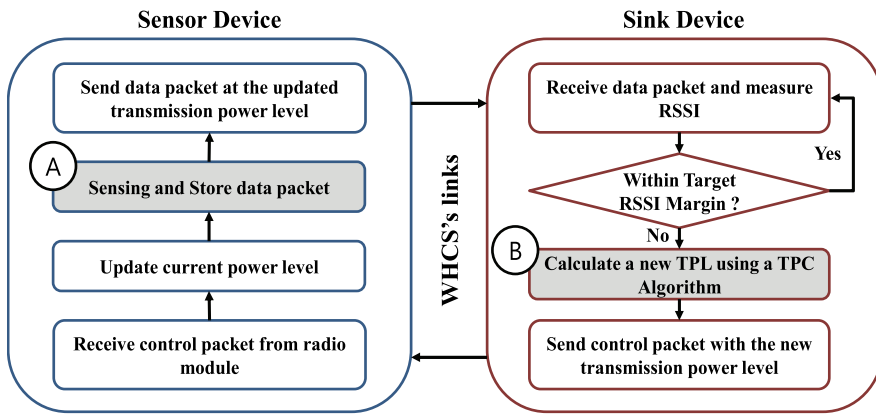 Sensor Device
Send data packet at the updated
transmission power level
A
Sensing and Store data packet
Update current power level
Receive control packet from radio
module
WHCS's links
Sink Device
Receive data packet and measure
RSSI
Yes
Within Target
RSSI Margin ?
No
B
Calculate a new TPL using a TPC
Algorithm
Send control packet with the new
transmission power level